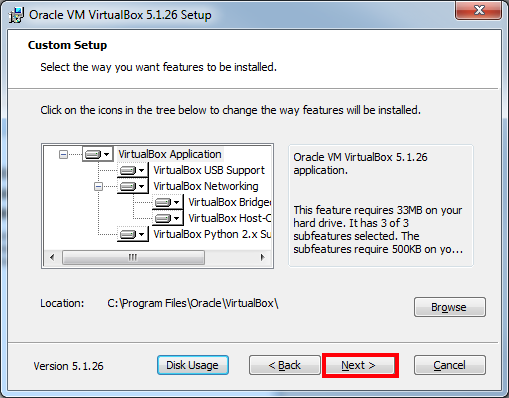 Oracle VM VirtualBox 5.1.26 Setup
Custom Setup
Select the way you want features to be installed.
Click on the icons in the tree below to change the way features will be installed.
VirtualBox Application
VirtualBox USB Support
VirtualBox Networking
VirtualBox Bridge
VirtualBox Host-O
VirtualBox Python 2.x Su
Oracle VM VirtualBox 5.1.26
application.
This feature requires 33MB on your
hard drive. It has 3 of 3
subfeatures selected. The
subfeatures require 500KB on yo...
Location: C:\Program Files\Oracle\VirtualBox\
Browse
Version 5.1.26
Disk Usage
< Back
Next >
Cancel